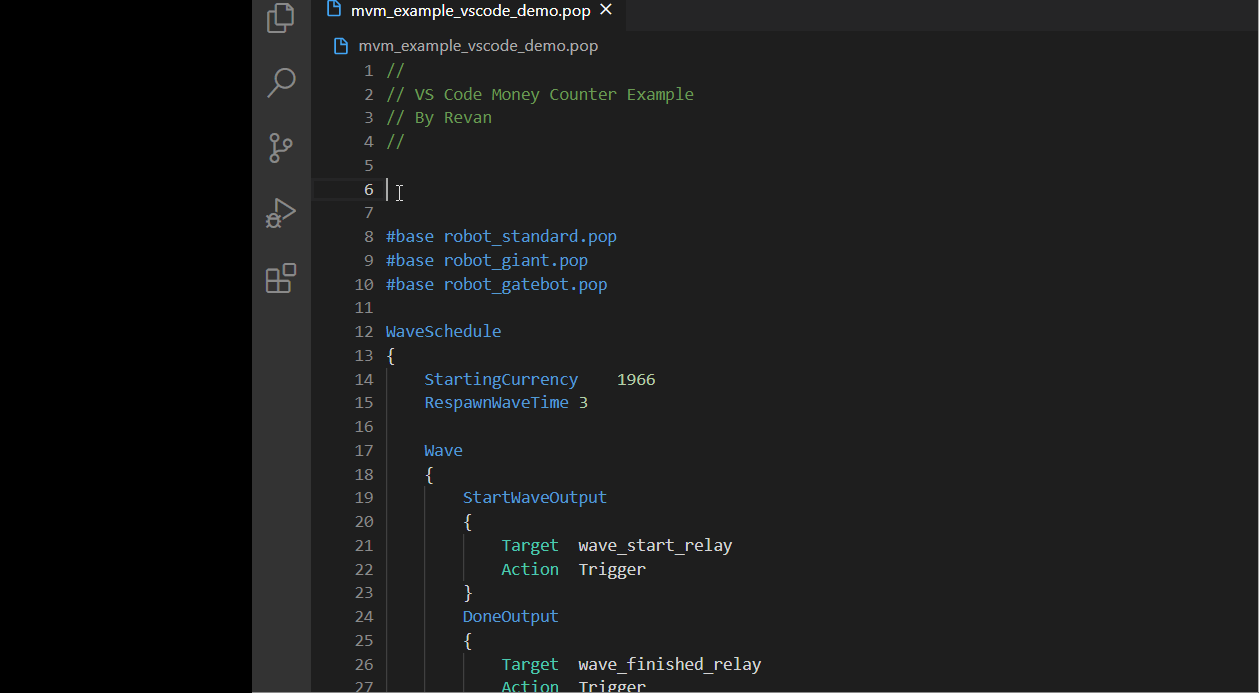 mvm_example_vscode_demo.pop ×
mvm_example_vscode_demo.pop
1 //
2 // VS Code Money Counter Example
3 // By Revan
4 //
5
6
7
8 #base robot_standard.pop
9 #base robot_giant.pop
10 #base robot_gatebot.pop
11
12 WaveSchedule
13 {
14 StartingCurrency 1966
15 RespawnWaveTime 3
16
17 Wave
18 {
19 StartWaveOutput
20 {
21 Target wave_start_relay
22 Action Trigger
23 }
24 DoneOutput
25 {
26 Target wave_finished_relay
27 Action Trigger